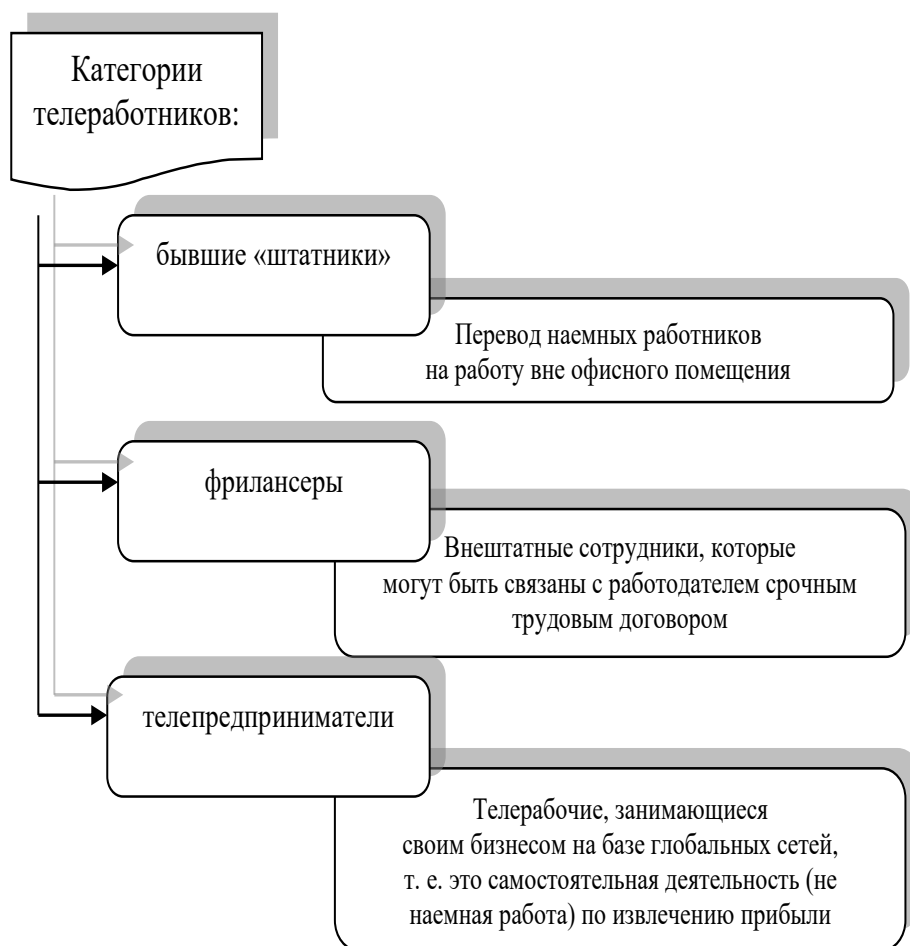 Категории
телеработников:
бывшие «штатники»
Перевод наемных работников
на работу вне офисного помещения
фрилансеры
Внештатные сотрудники, которые
могут быть связаны с работодателем срочным
трудовым договором
телепредприниматели
Телерабочие, занимающиеся
своим бизнесом на базе глобальных сетей,
т. е. это самостоятельная деятельность (не
наемная работа) по извлечению прибыли